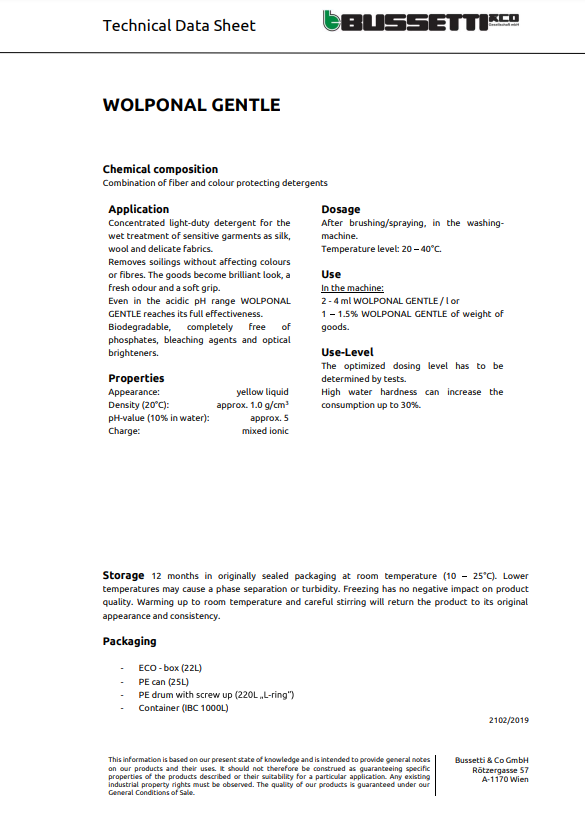 Technical Data Sheet
BUSSETTI & CO
Gesellschaft mbH
WOLPONAL GENTLE
Chemical composition
Combination of fiber and colour protecting detergents
Application
Concentrated light-duty detergent for the
wet treatment of sensitive garments as silk,
wool and delicate fabrics.
Removes soilings without affecting colours
or fibres. The goods become brilliant look, a
fresh odour and a soft grip.
Even in the acidic pH range WOLPONAL
GENTLE reaches its full effectiveness.
Biodegradable, completely free of
phosphates, bleaching agents and optical
brighteners.
Properties
Appearance: yellow liquid
Density (20°C): approx. 1.0 g/cm³
pH-value (10% in water): approx. 5
Charge: mixed ionic
Dosage
After brushing/spraying, in the washing-
machine.
Temperature level: 20 – 40°C.
Use
In the machine:
2 - 4 ml WOLPONAL GENTLE / l or
1 – 1.5% WOLPONAL GENTLE of weight of
goods.
Use-Level
The optimized dosing level has to be
determined by tests.
High water hardness can increase the
consumption up to 30%.
Storage 12 months in originally sealed packaging at room temperature (10 – 25°C). Lower
temperatures may cause a phase separation or turbidity. Freezing has no negative impact on product
quality. Warming up to room temperature and careful stirring will return the product to its original
appearance and consistency.
Packaging
- ECO - box (22L)
- PE can (25L)
- PE drum with screw up (220L „L-ring“)
- Container (IBC 1000L)
2102/2019
This information is based on our present state of knowledge and is intended to provide general notes
on our products and their uses. It should not therefore be construed as guaranteeing specific
properties of the products described or their suitability for a particular application. Any existing
industrial property rights must be observed. The quality of our products is guaranteed under our
General Conditions of Sale.
Bussetti & Co GmbH
Rötzergasse 57
A-1170 Wien